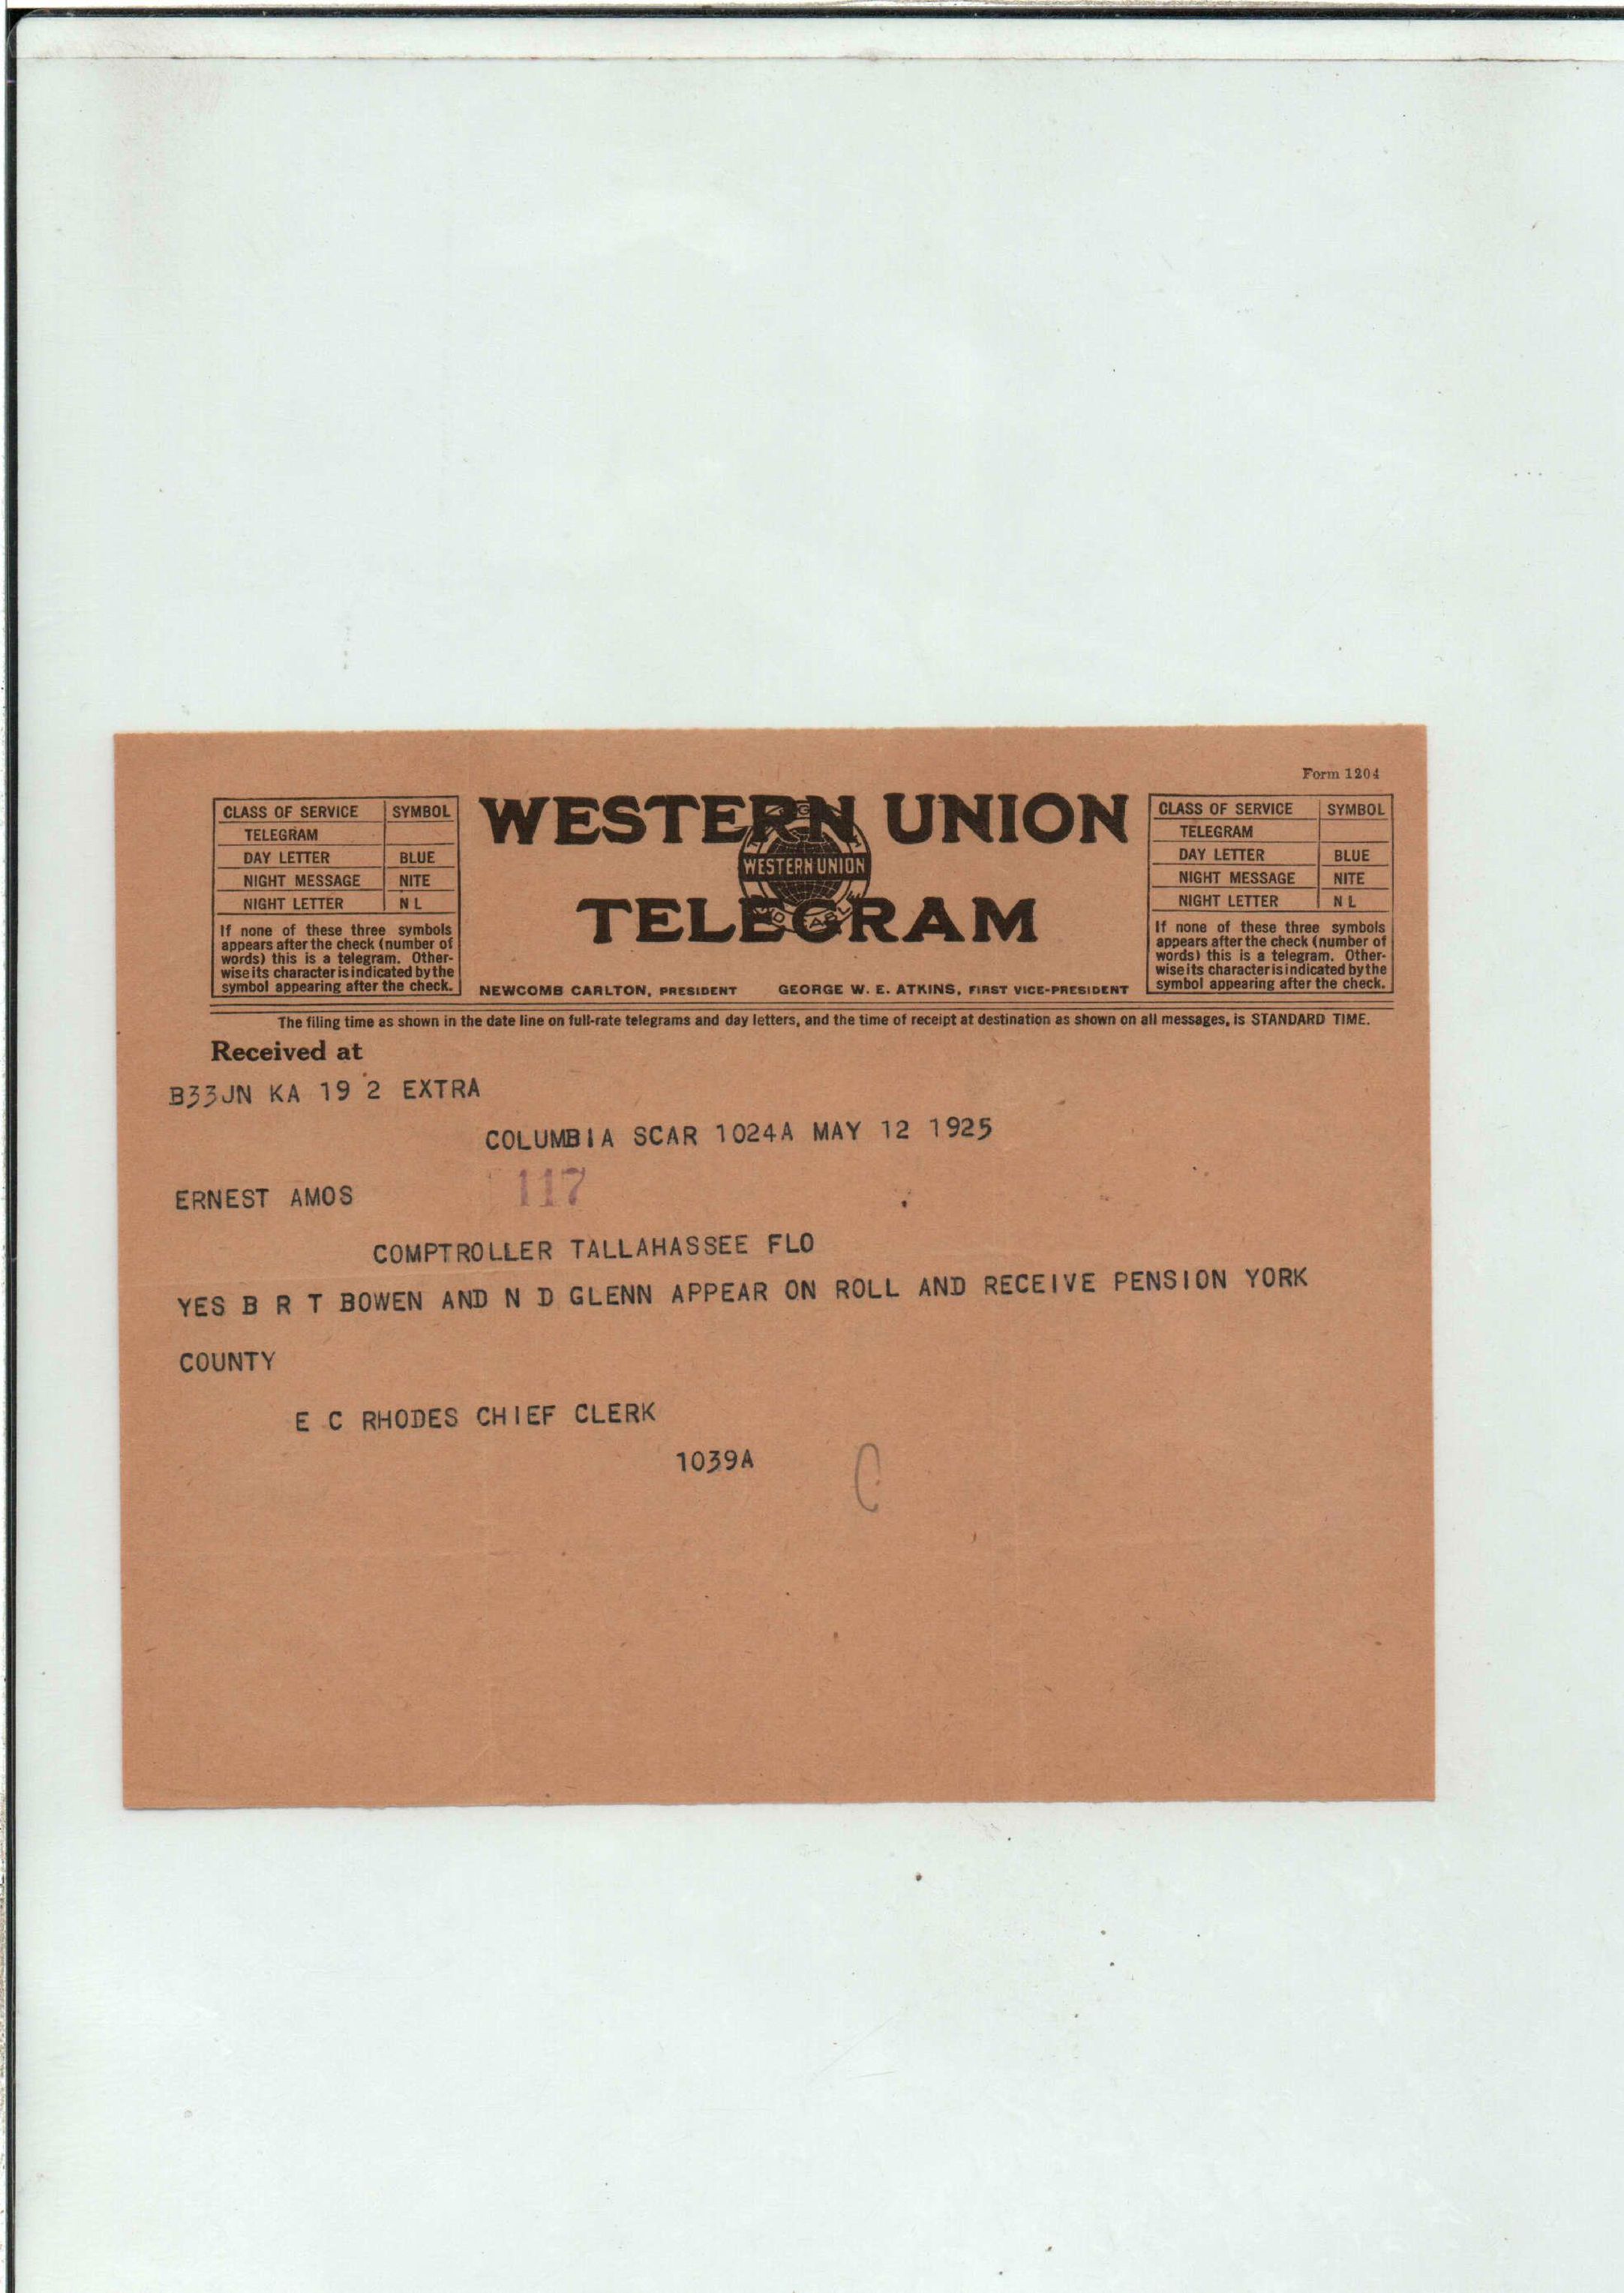 Form 1204
CLASS OF SERVICE SYMBOL
TELEGRAM
DAY LETTER BLUE
NIGHT MESSAGE NITE
NIGHT LETTER N L
If none of these three symbols
appears after the check (number of
words) this is a telegram. Other-
wise its character is indicated by the
symbol appearing after the check.
WESTERN UNION
WESTERN UNION
TELEGRAM
NEWCOMB CARLTON, PRESIDENT GEORGE W. E. ATKINS, FIRST VICE-PRESIDENT
CLASS OF SERVICE SYMBOL
TELEGRAM
DAY LETTER BLUE
NIGHT MESSAGE NITE
NIGHT LETTER N L
If none of these three symbols
appears after the check (number of
words) this is a telegram. Other-
wise its character is indicated by the
symbol appearing after the check.
The filing time as shown in the date line on full-rate telegrams and day letters, and the time of receipt at destination as shown on all messages, is STANDARD TIME.
Received at
B33JN KA 19 2 EXTRA
COLUMBIA SCAR 1024A MAY 12 1925
117
ERNEST AMOS
COMPTROLLER TALLAHASSEE FLO
YES B R T BOWEN AND N D GLENN APPEAR ON ROLL AND RECEIVE PENSION YORK
COUNTY
E C RHODES CHIEF CLERK
1039A
C